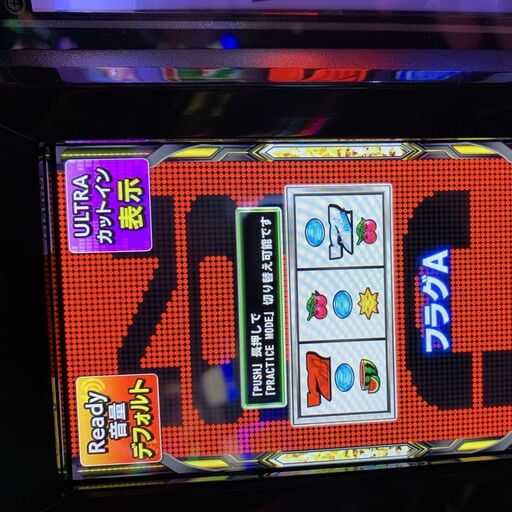 Ready
音量
デフォルト
ULTRA
カットイン
表示
「PUSH」長押しで
「PRACTICE MODE」切り替え可能です
フラグA